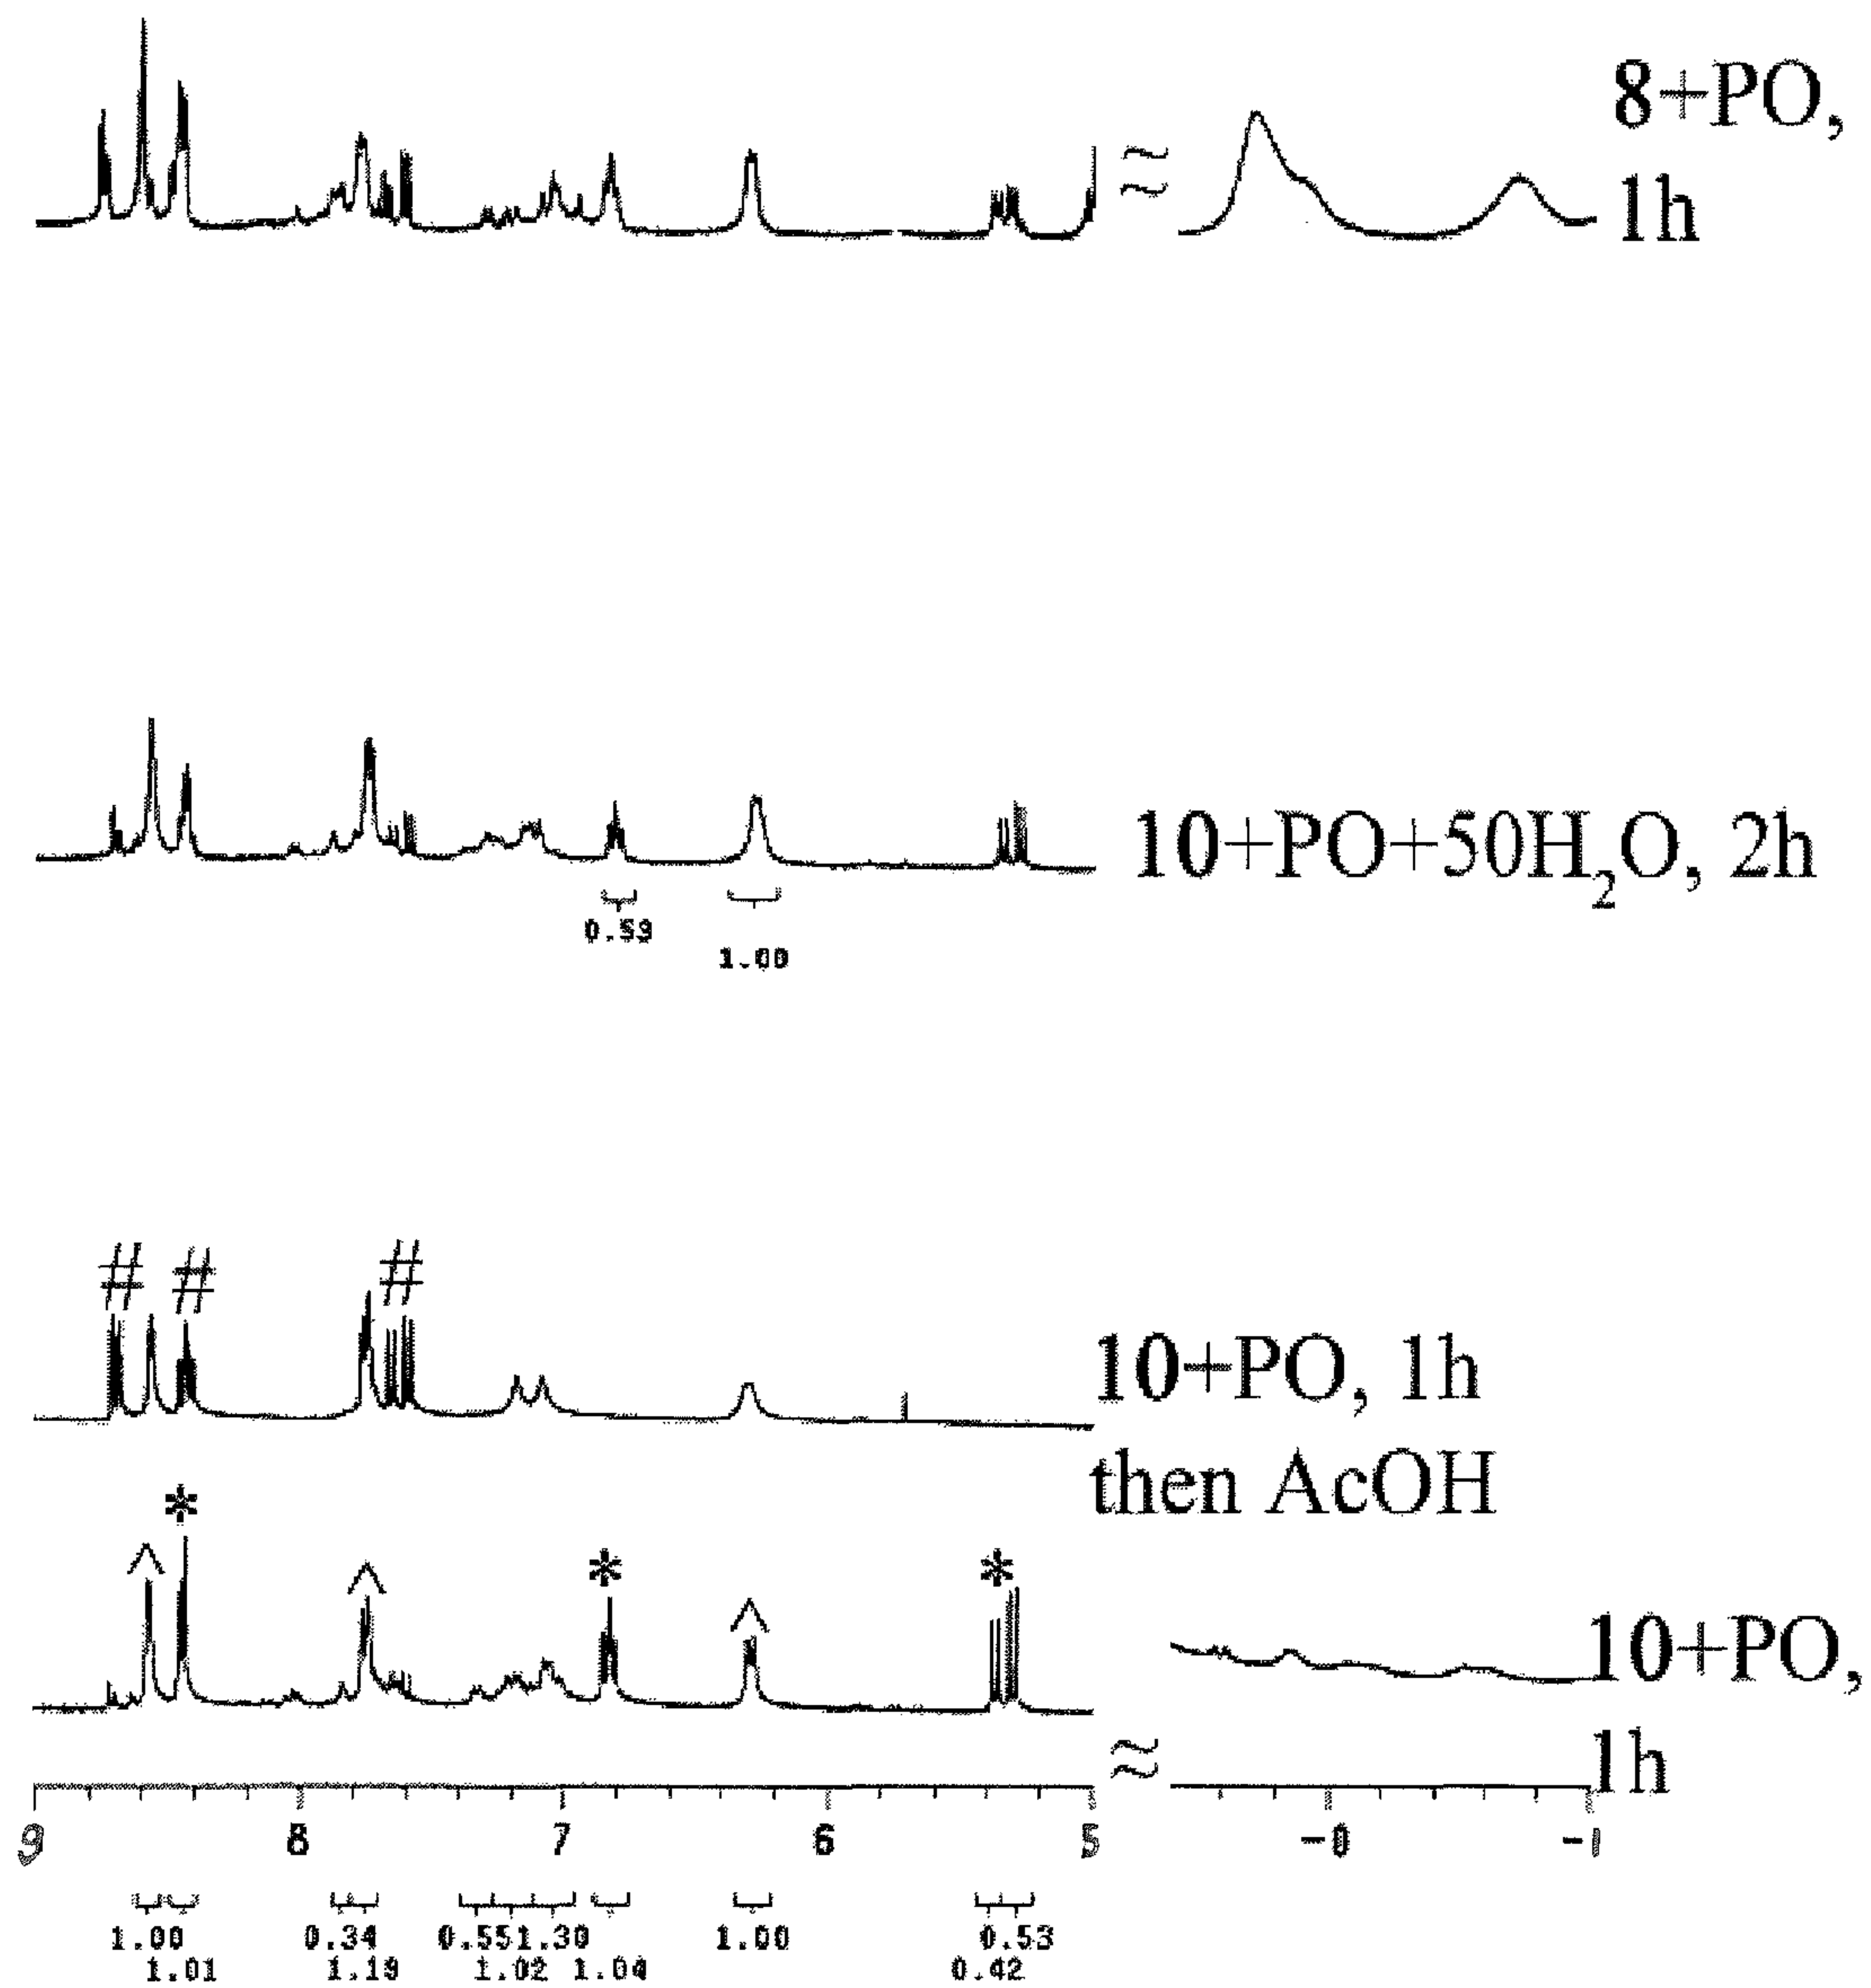 8+PO,
1h
10+PO+50H₂O, 2h
0.53
1.00
# # #
10+PO, 1h
then AcOH
* * *
^ ^ ^
10+PO,
1h
≈ ≈
9 8 7 6 5 -0 -1
1.00 0.34 0.55 1.30 1.00 0.53
1.01 1.19 1.02 1.04 0.42